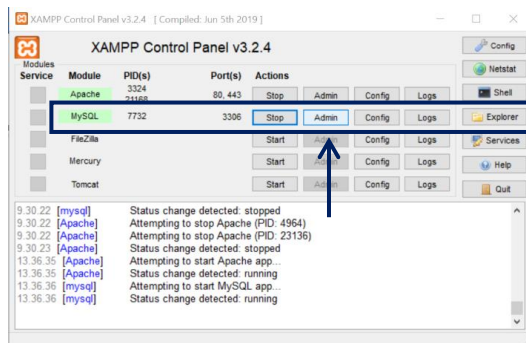 XAMPP Control Panel v3.2.4 [ Compiled: Jun 5th 2019 ]
XAMPP Control Panel v3.2.4
Config
Modules
Service Module PID(s) Port(s) Actions
Netstat
Apache 3324 21168 80, 443 Stop Admin Config Logs
Shell
MySQL 7732 3306 Stop Admin Config Logs
Explorer
FileZilla Start Admin Config Logs
Services
Mercury Start Admin Config Logs
Help
Tomcat Start Admin Config Logs
Quit
9.30.22 [mysql] Status change detected: stopped
9.30.22 [Apache] Attempting to stop Apache (PID: 4964)
9.30.22 [Apache] Attempting to stop Apache (PID: 23136)
9.30.23 [Apache] Status change detected: stopped
13.36.35 [Apache] Attempting to start Apache app...
13.36.35 [Apache] Status change detected: running
13.36.36 [mysql] Attempting to start MySQL app...
13.36.36 [mysql] Status change detected: running